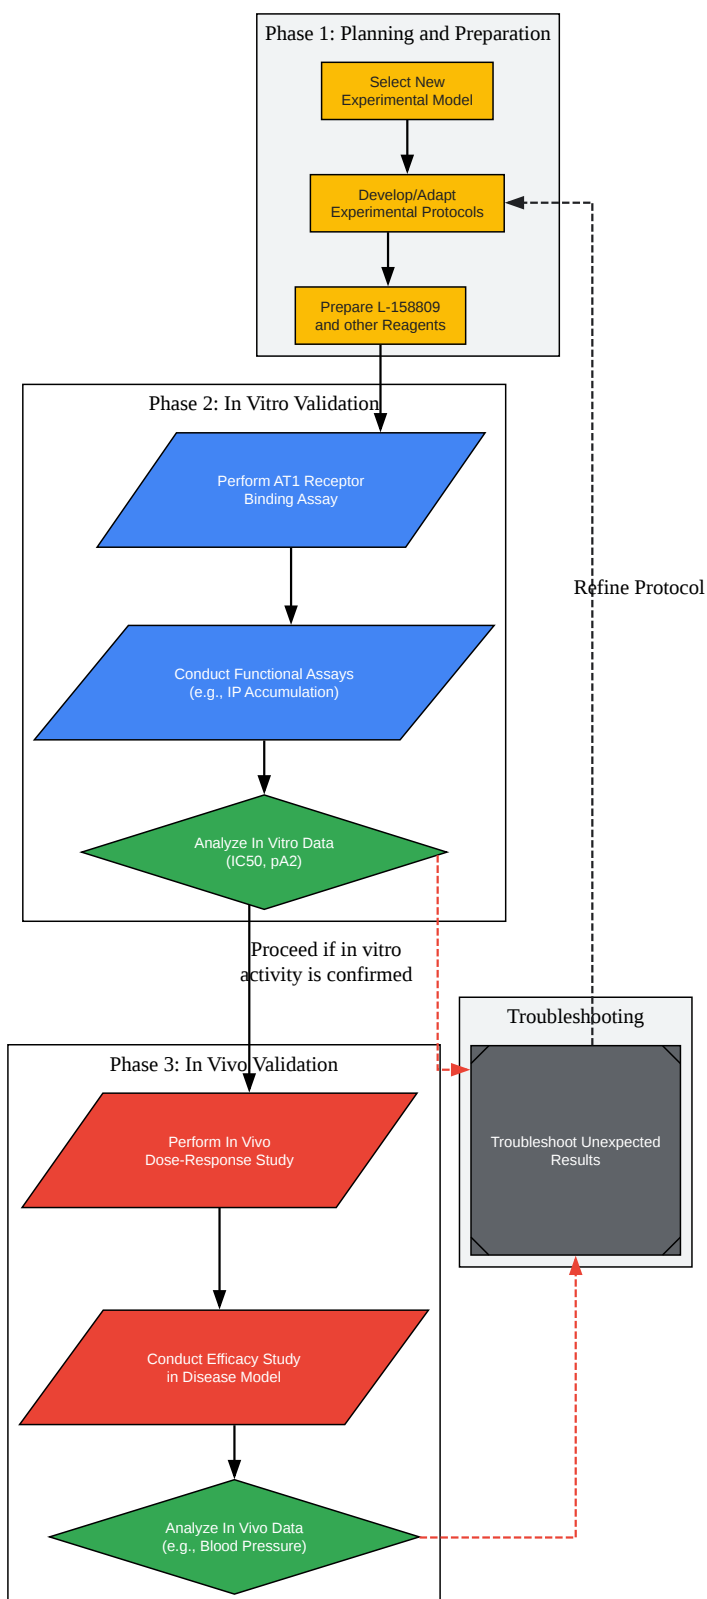 Phase 1: Planning and Preparation
Select New
Experimental Model
Develop/Adapt
Experimental Protocols
Prepare L-158809
and other Reagents
Phase 2: In Vitro Validation
Perform AT1 Receptor
Binding Assay
Refine Protocol
Conduct Functional Assays
(e.g., IP Accumulation)
Analyze In Vitro Data
(IC50, pA2)
Proceed if in vitro
activity is confirmed
Troubleshooting
Troubleshoot Unexpected
Results
Phase 3: In Vivo Validation
Perform In Vivo
Dose-Response Study
Conduct Efficacy Study
in Disease Model
Analyze In Vivo Data
(e.g., Blood Pressure)